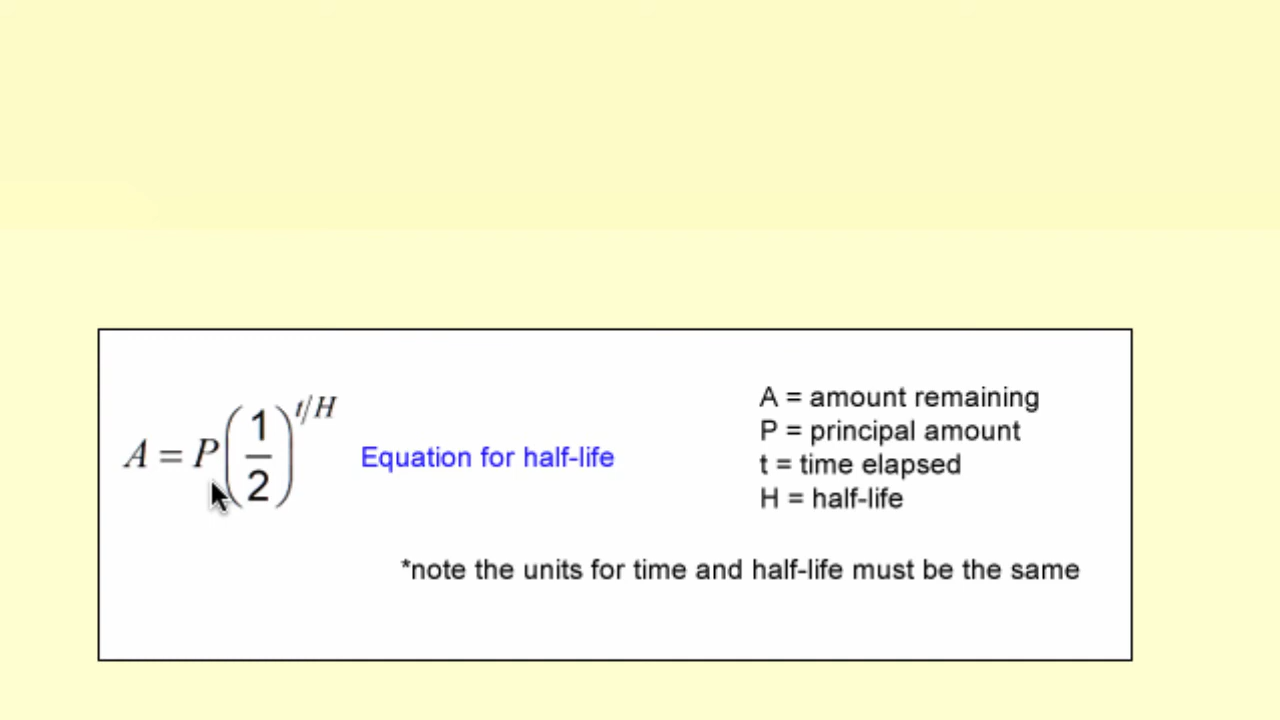 A = P(1/2)^{t/H}
Equation for half-life
A = amount remaining
P = principal amount
t = time elapsed
H = half-life
*note the units for time and half-life must be the same